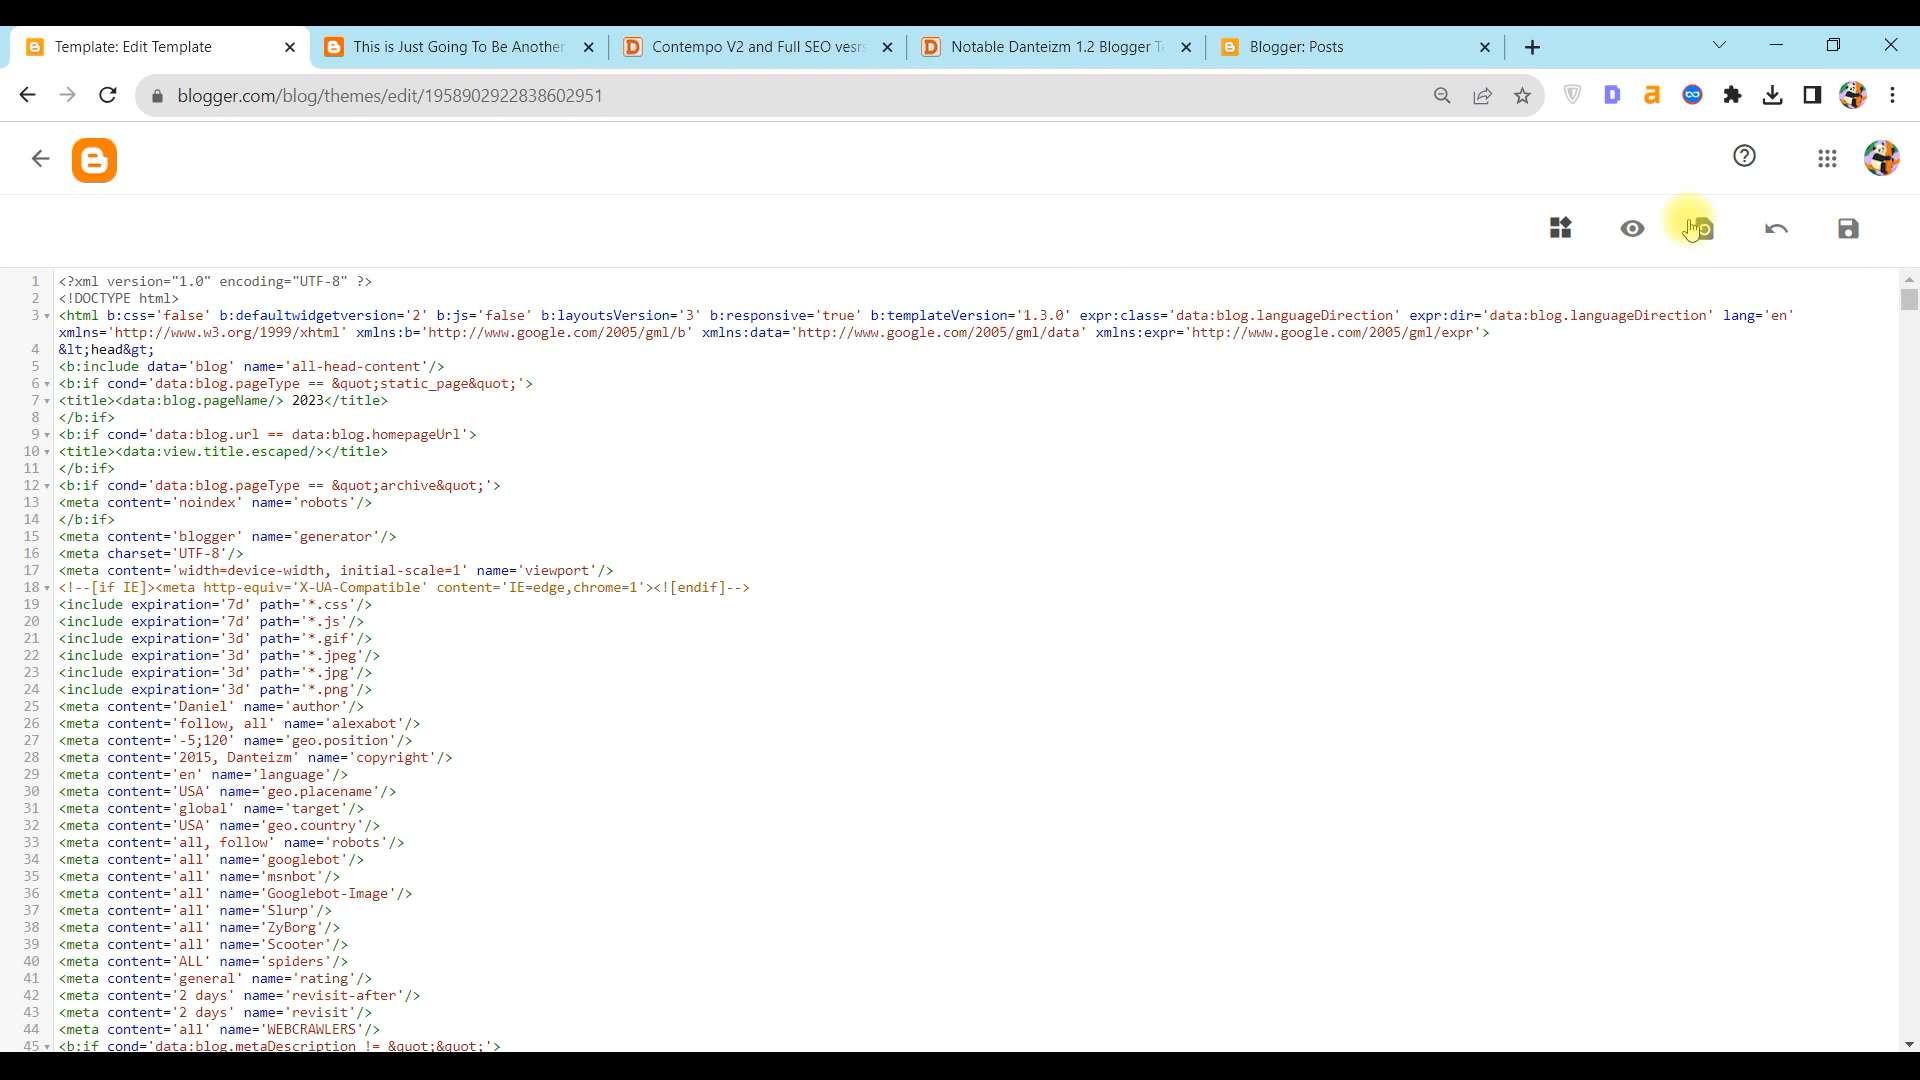 Template: Edit Template
This is Just Going To Be Another
Contempo V2 and Full SEO vesr
Notable Danteizm 1.2 Blogger Te
Blogger: Posts
blogger.com/blog/themes/edit/1958902922838602951
1 <?xml version="1.0" encoding="UTF-8" ?>
2 <!DOCTYPE html>
3 <html b:css='false' b:defaultwidgetversion='2' b:js='false' b:layoutsVersion='3' b:responsive='true' b:templateVersion='1.3.0' expr:class='data:blog.languageDirection' expr:dir='data:blog.languageDirection' lang='en'
xmlns='http://www.w3.org/1999/xhtml' xmlns:b='http://www.google.com/2005/gml/b' xmlns:data='http://www.google.com/2005/gml/data' xmlns:expr='http://www.google.com/2005/gml/expr'>
4 &lt;head&gt;
5 <b:include data='blog' name='all-head-content'/>
6 <b:if cond='data:blog.pageType == &quot;static_page&quot;'>
7 <title><data:blog.pageName/> 2023</title>
8 </b:if>
9 <b:if cond='data:blog.url == data:blog.homepageUrl'>
10 <title><data:view.title.escaped/></title>
11 </b:if>
12 <b:if cond='data:blog.pageType == &quot;archive&quot;'>
13 <meta content='noindex' name='robots'/>
14 </b:if>
15 <meta content='blogger' name='generator'/>
16 <meta charset='UTF-8'/>
17 <meta content='width=device-width, initial-scale=1' name='viewport'/>
18 <!--[if IE]><meta http-equiv='X-UA-Compatible' content='IE=edge,chrome=1'><![endif]-->
19 <include expiration='7d' path='*.css'/>
20 <include expiration='7d' path='*.js'/>
21 <include expiration='3d' path='*.gif'/>
22 <include expiration='3d' path='*.jpeg'/>
23 <include expiration='3d' path='*.jpg'/>
24 <include expiration='3d' path='*.png'/>
25 <meta content='Daniel' name='author'/>
26 <meta content='follow, all' name='alexabot'/>
27 <meta content='-5;120' name='geo.position'/>
28 <meta content='2015, Danteizm' name='copyright'/>
29 <meta content='en' name='language'/>
30 <meta content='USA' name='geo.placename'/>
31 <meta content='global' name='target'/>
32 <meta content='USA' name='geo.country'/>
33 <meta content='all, follow' name='robots'/>
34 <meta content='all' name='googlebot'/>
35 <meta content='all' name='msnbot'/>
36 <meta content='all' name='Googlebot-Image'/>
37 <meta content='all' name='Slurp'/>
38 <meta content='all' name='ZyBorg'/>
39 <meta content='all' name='Scooter'/>
40 <meta content='ALL' name='spiders'/>
41 <meta content='general' name='rating'/>
42 <meta content='2 days' name='revisit-after'/>
43 <meta content='2 days' name='revisit'/>
44 <meta content='all' name='WEBCRAWLERS'/>
45 <b:if cond='data:blog.metaDescription != &quot;&quot;'>